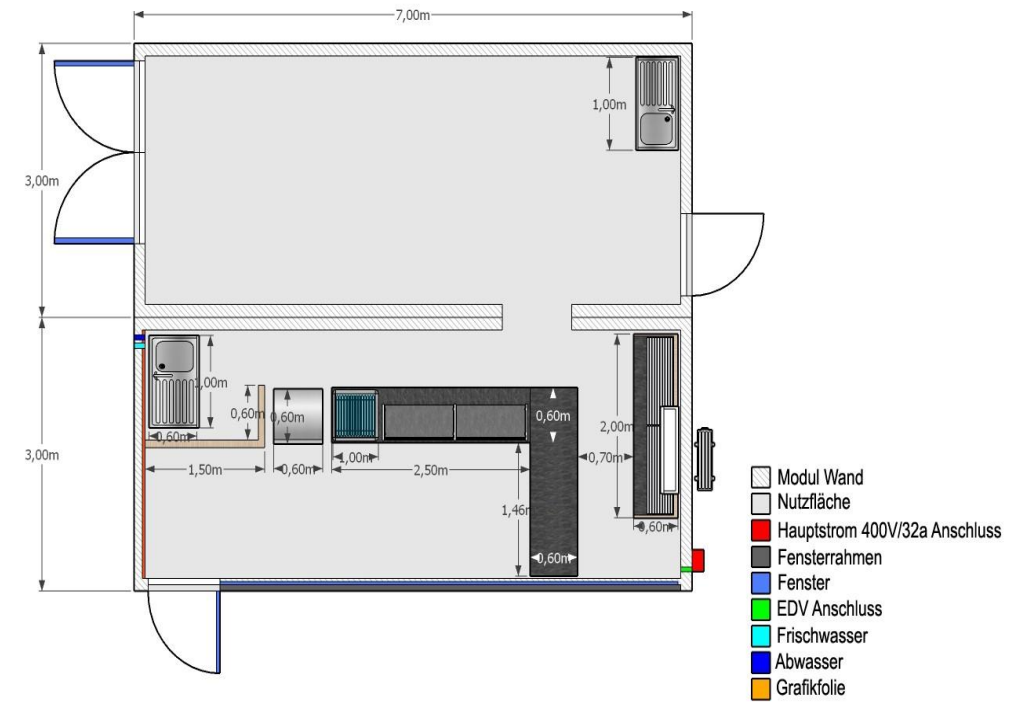 7,00m
1,00m
3,00m
1,00m
0,60m
0,60m
0,60m
0,60m
2,00m
0,60m
3,00m
1,50m
0,60m
1,00m
2,50m
0,70m
1,46m
0,60m
0,60m
Modul Wand
Nutzfläche
Hauptstrom 400V/32a Anschluss
Fensterrahmen
Fenster
EDV Anschluss
Frischwasser
Abwasser
Grafikfolie